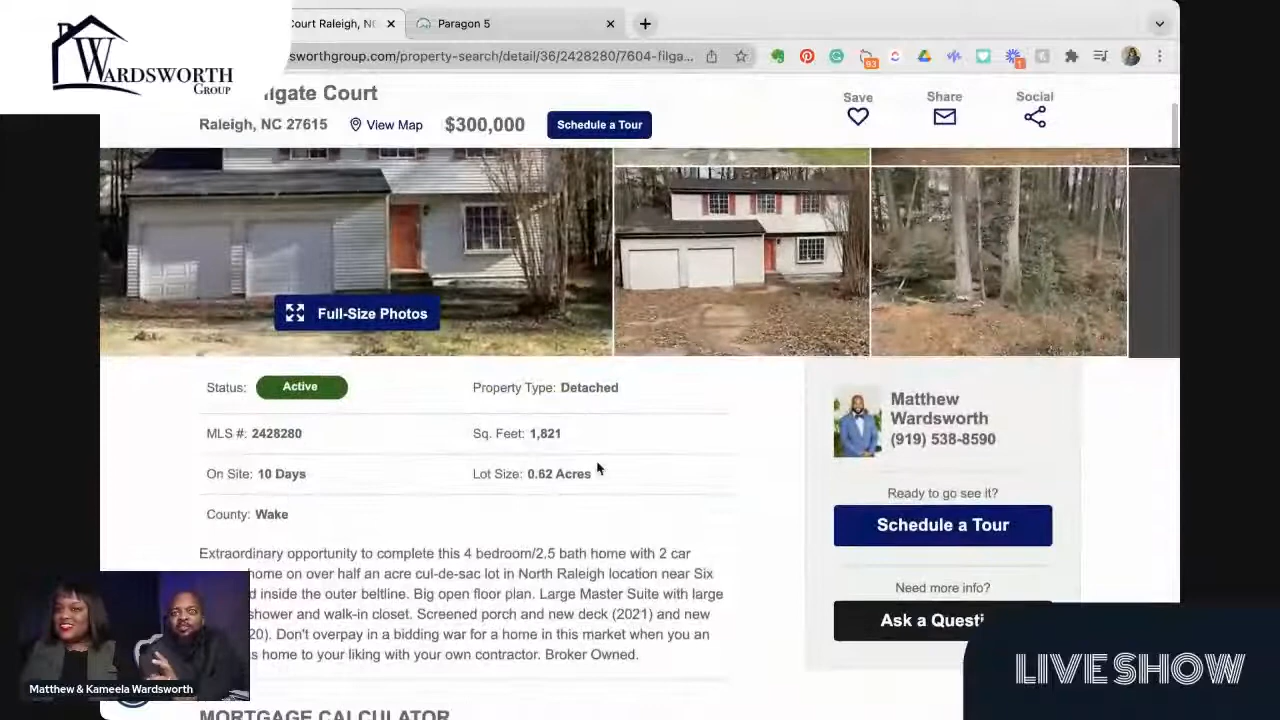 WARDSWORTH
GROUP
Court Raleigh, NC
Paragon 5
sworthgroup.com/property-search/detail/36/2428280/7604-filga...
93
1
lgate Court
Raleigh, NC 27615
View Map
$300,000
Schedule a Tour
Save
Share
Social
Full-Size Photos
Status: Active
Property Type: Detached
MLS #: 2428280
Sq. Feet: 1,821
On Site: 10 Days
Lot Size: 0.62 Acres
County: Wake
Extraordinary opportunity to complete this 4 bedroom/2.5 bath home with 2 car
home on over half an acre cul-de-sac lot in North Raleigh location near Six
d inside the outer beltline. Big open floor plan. Large Master Suite with large
shower and walk-in closet. Screened porch and new deck (2021) and new
20). Don't overpay in a bidding war for a home in this market when you an
s home to your liking with your own contractor. Broker Owned.
MORTGAGE CALCULATOR
Matthew
Wardsworth
(919) 538-8590
Ready to go see it?
Schedule a Tour
Need more info?
Ask a Questi
Matthew & Kameela Wardsworth
LIVE SHOW